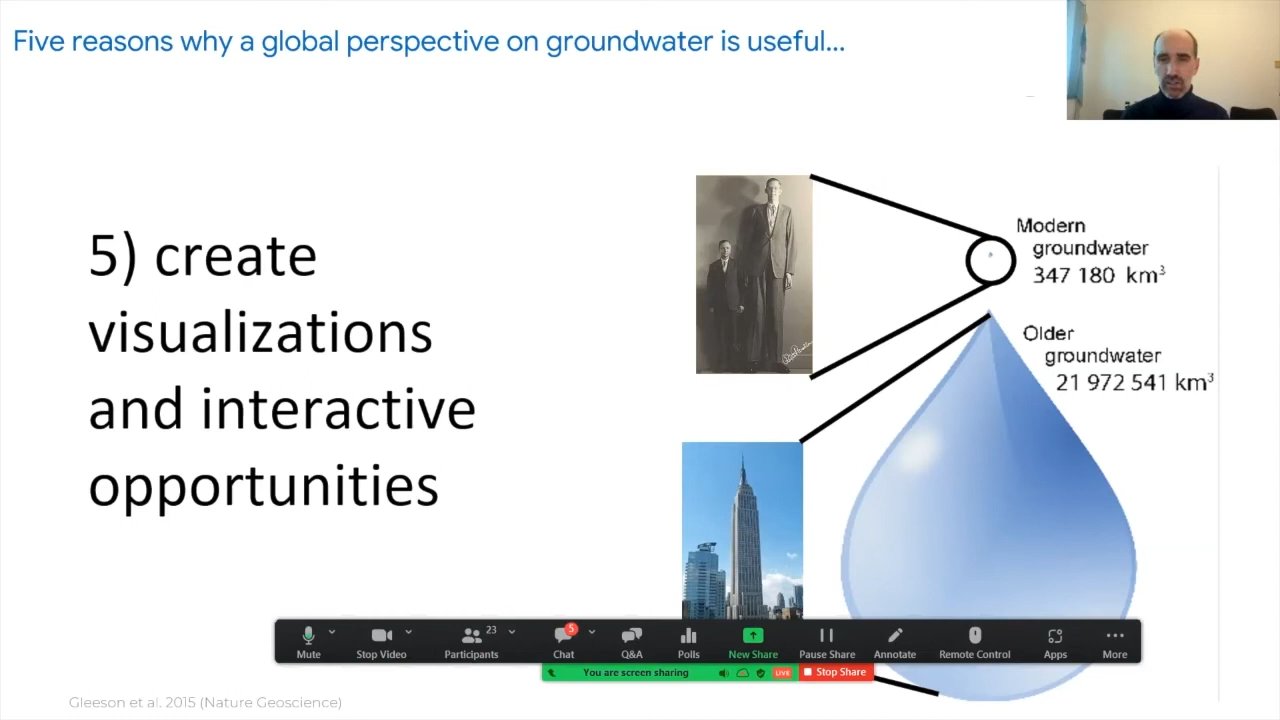 Five reasons why a global perspective on groundwater is useful...
5) create
visualizations
and interactive
opportunities
Modern
groundwater
347 180 km³
Older
groundwater
21 972 541 km³
Mute
Stop Video
23
Participants
5
Chat
Q&A
Polls
New Share
Pause Share
Annotate
Remote Control
Apps
More
You are screen sharing
LIVE
Stop Share
Gleeson et al. 2015 (Nature Geoscience)